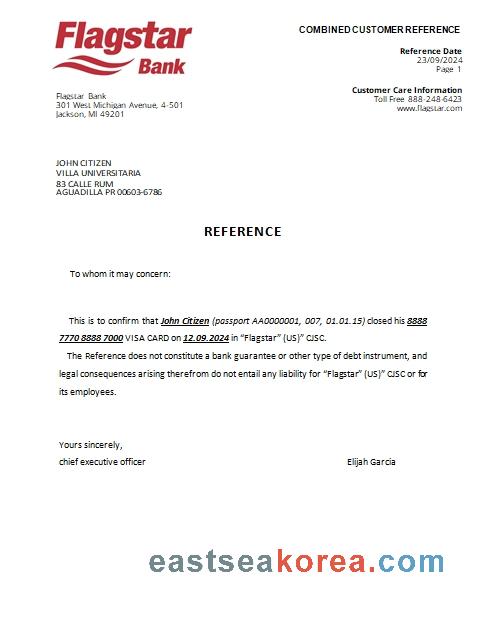 Flagstar
Bank
COMBINED CUSTOMER REFERENCE
Reference Date
23/09/2024
Page 1
Customer Care Information
Toll Free 888-248-6423
www.flagstar.com
Flagstar Bank
301 West Michigan Avenue, 4-501
Jackson, MI 49201
JOHN CITIZEN
VILLA UNIVERSITARIA
83 CALLE RUM
AGUADILLA PR 00603-6786
REFERENCE
To whom it may concern:
This is to confirm that John Citizen (passport AA0000001, 007, 01.01.15) closed his 8888
7770 8888 7000 VISA CARD on 12.09.2024 in “Flagstar” (US)” CJSC.
The Reference does not constitute a bank guarantee or other type of debt instrument, and
legal consequences arising therefrom do not entail any liability for “Flagstar” (US)” CJSC or for
its employees.
Yours sincerely,
chief executive officer Elijah Garcia
eastseakorea.com